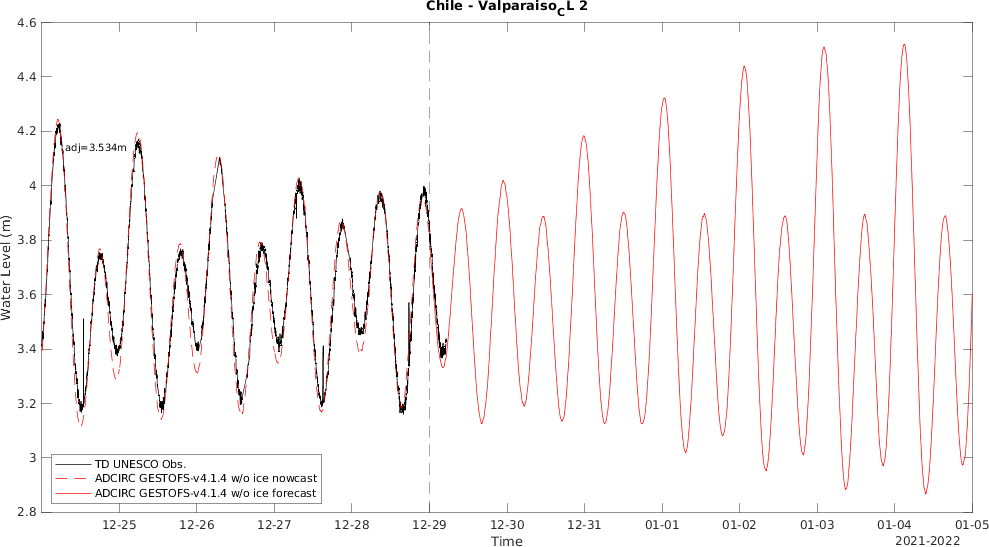 Chile - Valparaiso_CL 2
4.6
4.4
4.2
4
3.8
3.6
3.4
3.2
3
2.8
Water Level (m)
adj=3.534m
TD UNESCO Obs.
ADCIRC GESTOFS-v4.1.4 w/o ice nowcast
ADCIRC GESTOFS-v4.1.4 w/o ice forecast
12-25 12-26 12-27 12-28 12-29 12-30 12-31 01-01 01-02 01-03 01-04 01-05
Time
2021-2022